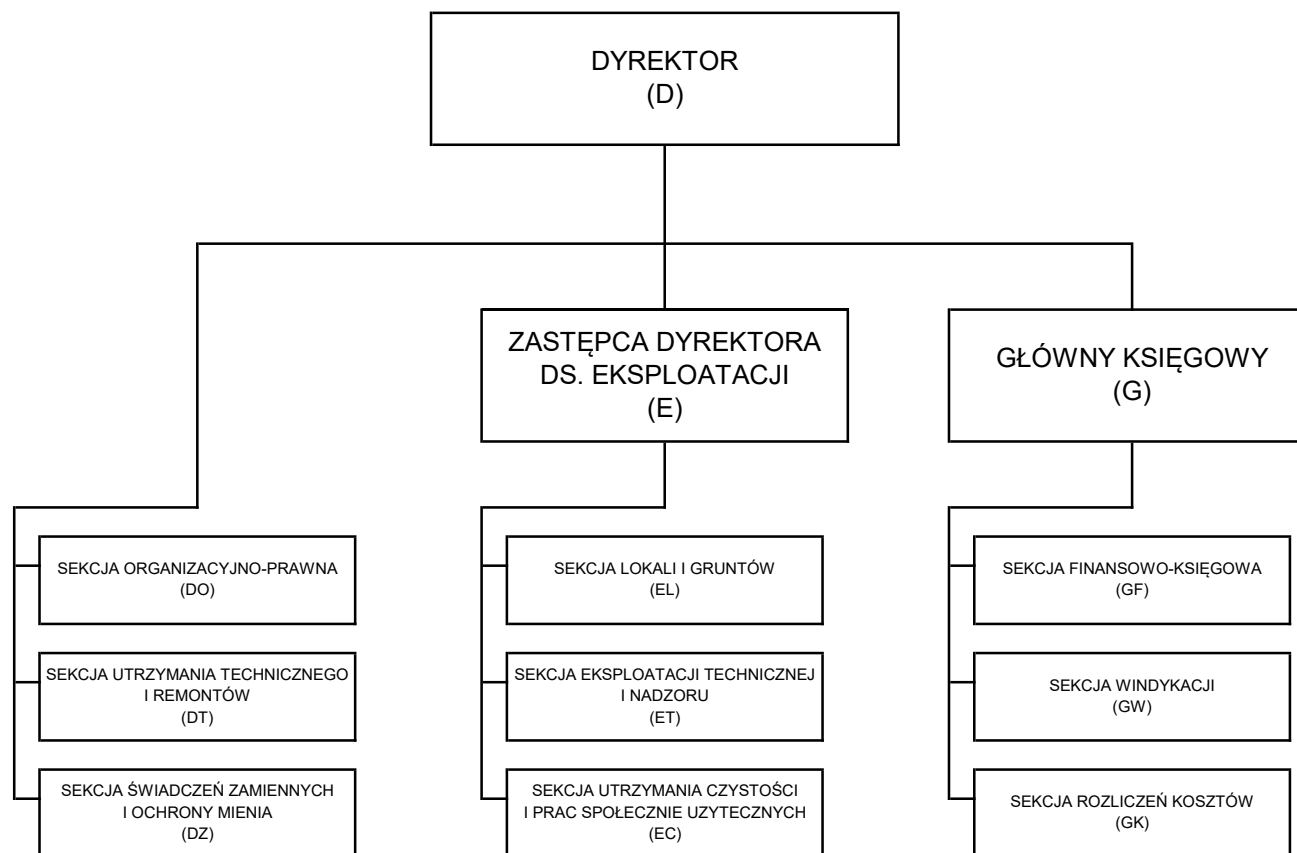 DYREKTOR
(D)
ZASTĘPCA DYREKTORA
DS. EKSPLOATACJI
(E)
GŁÓWNY KSIĘGOWY
(G)
SEKCJA ORGANIZACYJNO-PRAWNA
(DO)
SEKCJA UTRZYMANIA TECHNICZNEGO
I REMONTÓW
(DT)
SEKCJA ŚWIADCZEŃ ZAMIENNYCH
I OCHRONY MIENIA
(DZ)
SEKCJA LOKALI I GRUNTÓW
(EL)
SEKCJA EKSPLOATACJI TECHNICZNEJ
I NADZORU
(ET)
SEKCJA UTRZYMANIA CZYSTOŚCI
I PRAC SPOŁECZNIE UZYTECZNYCH
(EC)
SEKCJA FINANSOWO-KSIĘGOWA
(GF)
SEKCJA WINDYKACJI
(GW)
SEKCJA ROZLICZEŃ KOSZTÓW
(GK)